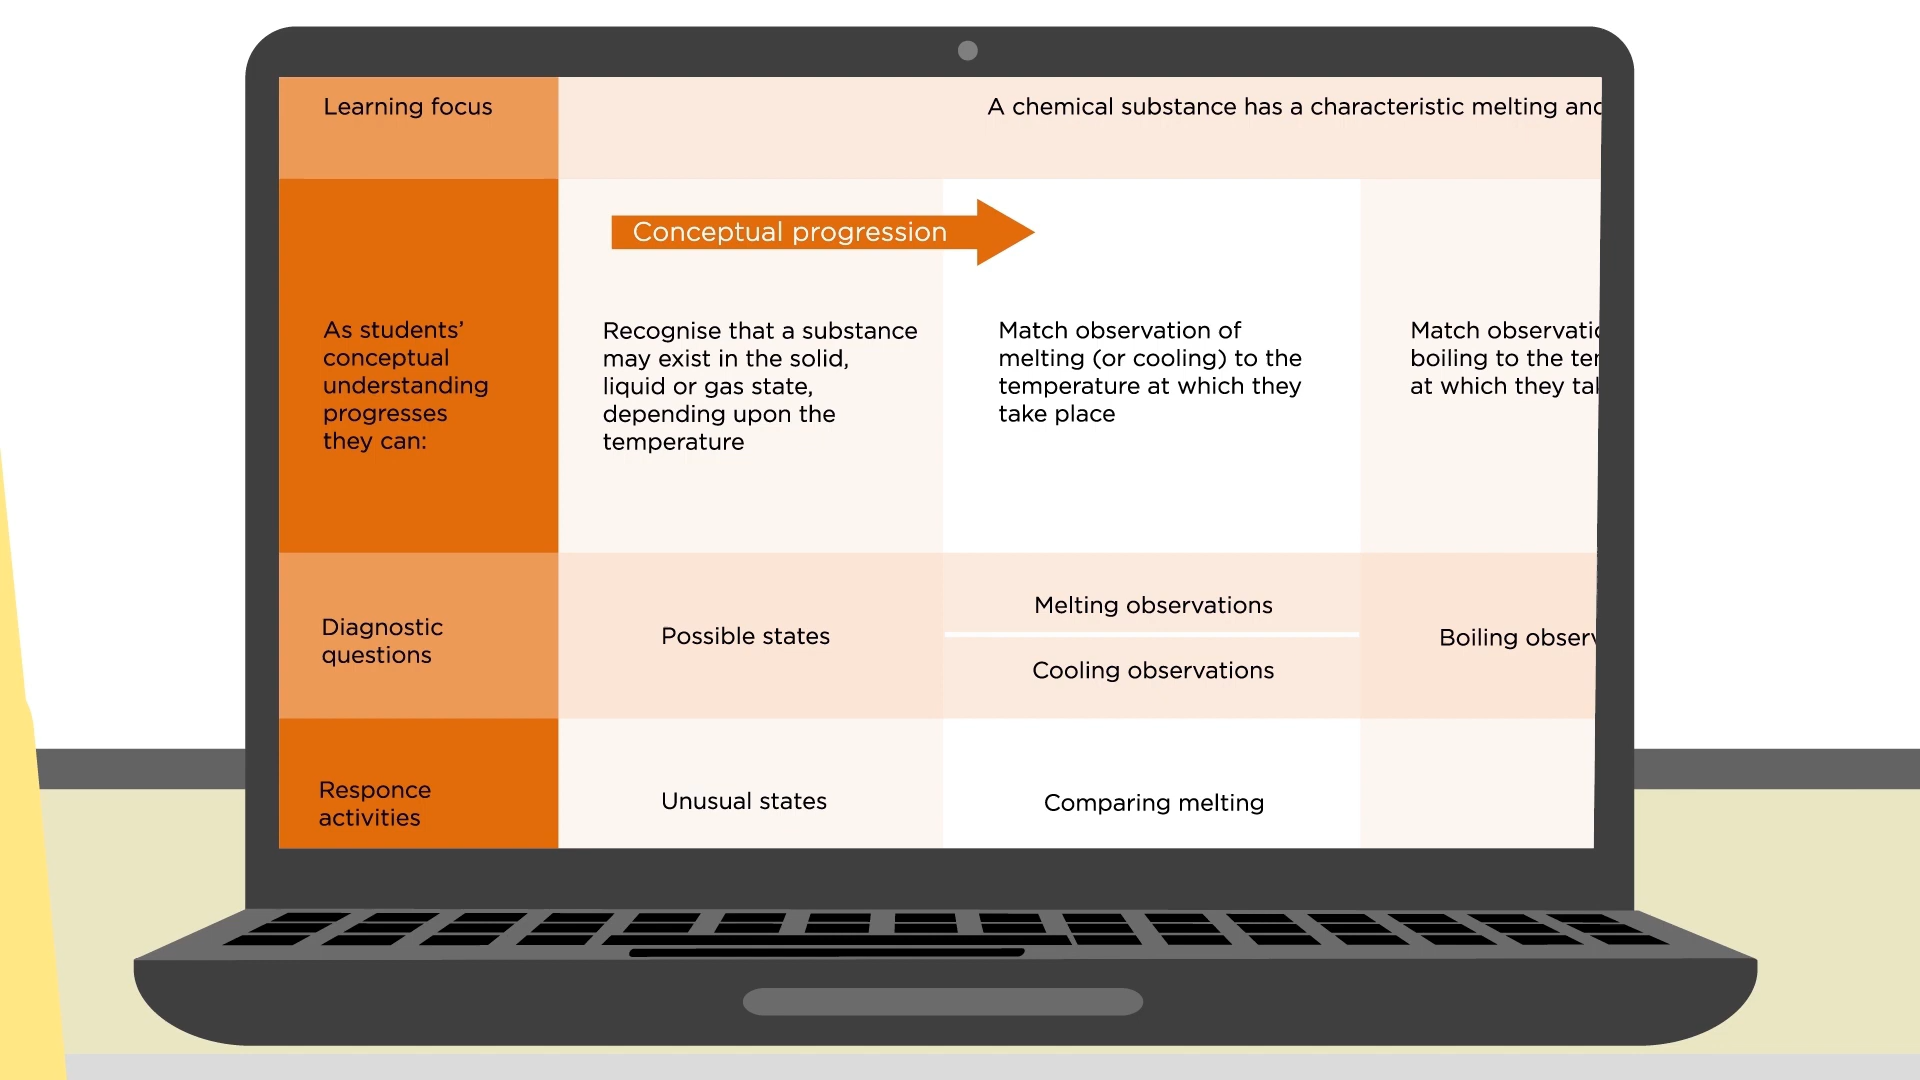 Learning focus
A chemical substance has a characteristic melting and
Conceptual progression
As students’
conceptual
understanding
progresses
they can:
Recognise that a substance
may exist in the solid,
liquid or gas state,
depending upon the
temperature
Match observation of
melting (or cooling) to the
temperature at which they
take place
Match
boiling to the
at which they
Diagnostic
questions
Possible states
Melting observations
Cooling observations
Boiling
Responce
activities
Unusual states
Comparing melting